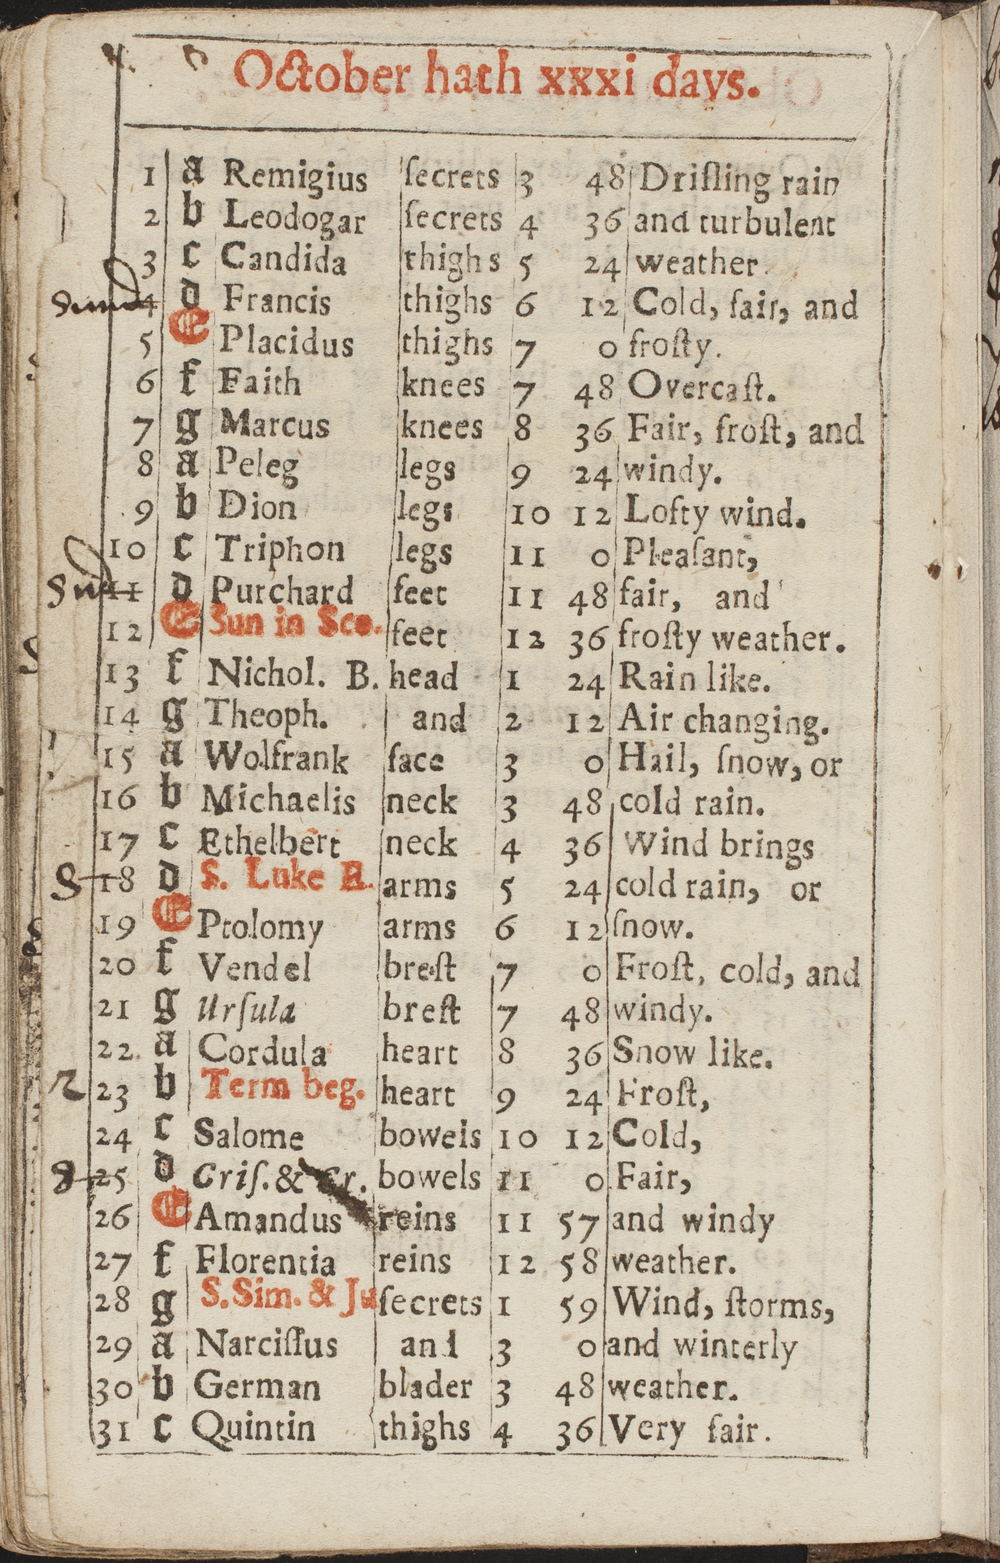 October hath xxxi days.
1 a Remigius ſecrets 3 48 Driſling rain
2 b Leodogar ſecrets 4 36 and turbulent
3 c Candida thighs 5 24 weather.
4 d Francis thighs 6 12 Cold, fair, and
5 E Placidus thighs 7 0 froſty.
6 f Faith knees 7 48 Overcaſt.
7 g Marcus knees 8 36 Fair, froſt, and
8 a Peleg legs 9 24 windy.
9 b Dion legs 10 12 Lofty wind.
10 c Triphon legs 11 0 Pleaſant,
11 d Purchard feet 11 48 fair, and
12 E Sun in Sco. feet 12 36 froſty weather.
13 f Nichol. B. head 1 24 Rain like.
14 g Theoph. and 2 12 Air changing.
15 a Wolfrank face 3 0 Hail, ſnow, or
16 b Michaelis neck 3 48 cold rain.
17 c Ethelbert neck 4 36 Wind brings
18 d S. Luke E. arms 5 24 cold rain, or
19 E Ptolomy arms 6 12 ſnow.
20 f Vendel breſt 7 0 Froſt, cold, and
21 g Urſula breſt 7 48 windy.
22 a Cordula heart 8 36 Snow like.
23 b Term beg. heart 9 24 Froſt,
24 c Salome bowels 10 12 Cold,
25 d Criſ. & Cr. bowels 11 0 Fair,
26 E Amandus reins 11 57 and windy
27 f Florentia reins 12 58 weather.
28 g S. Sim. & Ju ſecrets 1 59 Wind, ſtorms,
29 a Narciſſus and 3 0 and winterly
30 b German blader 3 48 weather.
31 c Quintin thighs 4 36 Very fair.